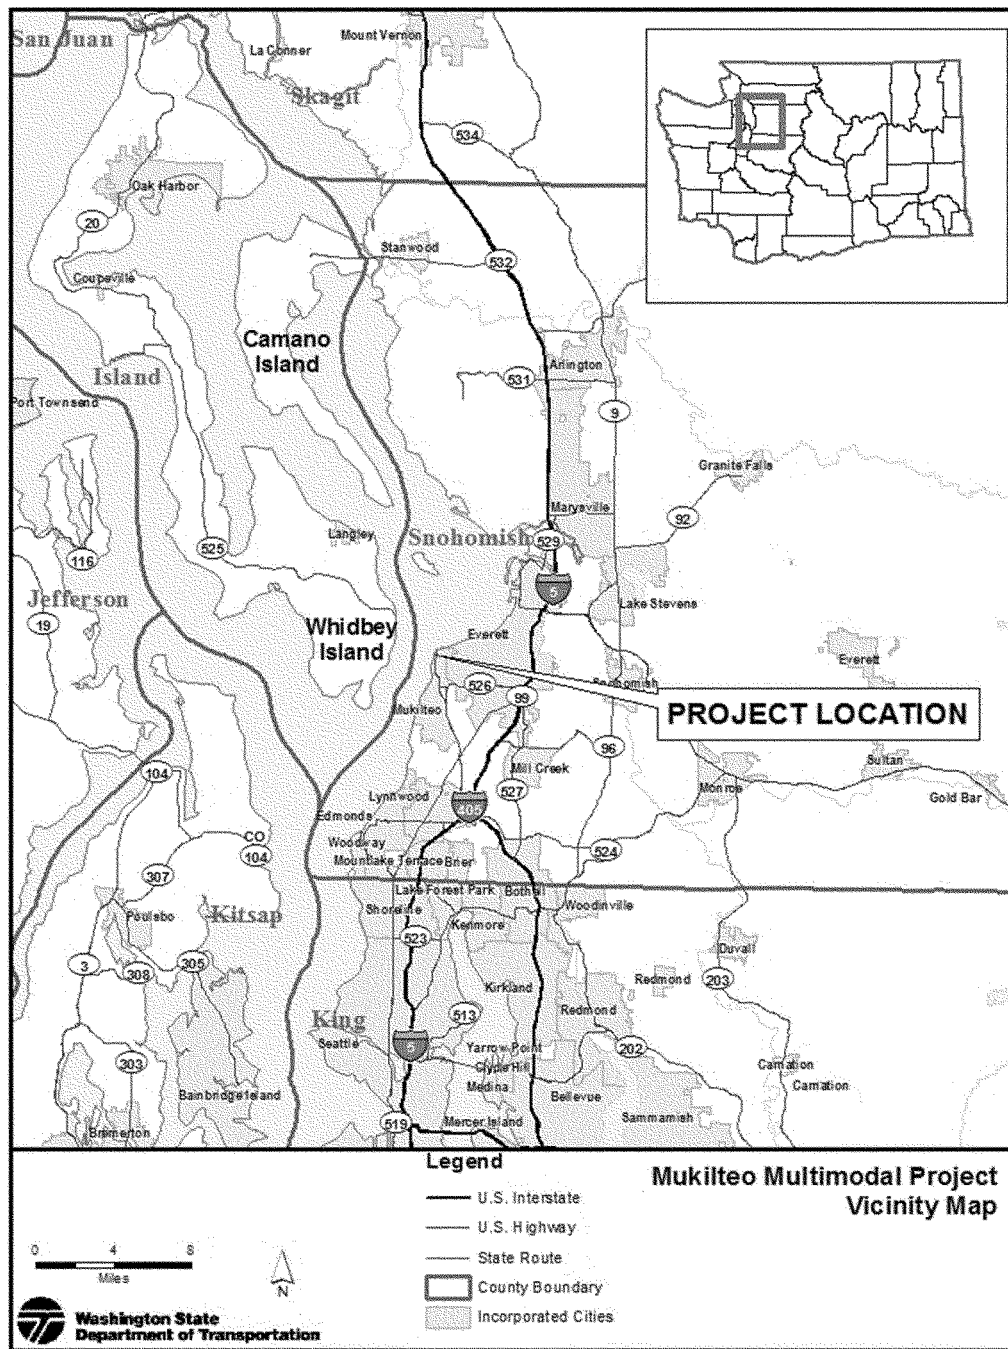 San Juan
La Conner
Mount Vernon
Skagit
534
Oak Harbor
20
Stanwood
532
Coupeville
Camano
Island
Island
Arlington
531
9
Port Townsend
Granite Falls
Marysville
92
Langley
Snohomish
529
525
116
5
Jefferson
Lake Stevens
19
Whidbey
Island
Everett
Everett
526
99
Snohomish
Mukilteo
PROJECT LOCATION
96
Sultan
104
Mill Creek
Monroe
527
Lynnwood
Gold Bar
405
Edmonds
CO
104
Woodway
524
Mountlake Terrace
Brier
307
Lake Forest Park
Bothell
Woodinville
Poulsbo
Kitsap
Shoreline
Kenmore
523
Duvall
3
308
305
Redmond
203
Kirkland
Redmond
King
513
Seattle
5
Yarrow Point
202
303
Clyde Hill
Carnation
Medina
Carnation
Bainbridge Island
Bellevue
Sammamish
519
Mercer Island
Bremerton
Legend
Mukilteo Multimodal Project
Vicinity Map
U.S. Interstate
U.S. Highway
State Route
County Boundary
Incorporated Cities
0 4 8
Miles
N
Washington State
Department of Transportation